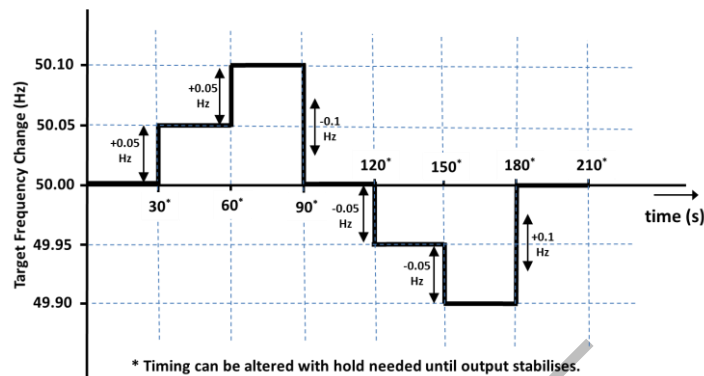 Target Frequency Change (Hz)
50.10
50.05
50.00
49.95
49.90
+0.05
Hz
+0.05
Hz
-0.1
Hz
30*
60*
90*
120*
150*
180*
210*
-0.05
Hz
-0.05
Hz
+0.1
Hz
time (s)
* Timing can be altered with hold needed until output stabilises.